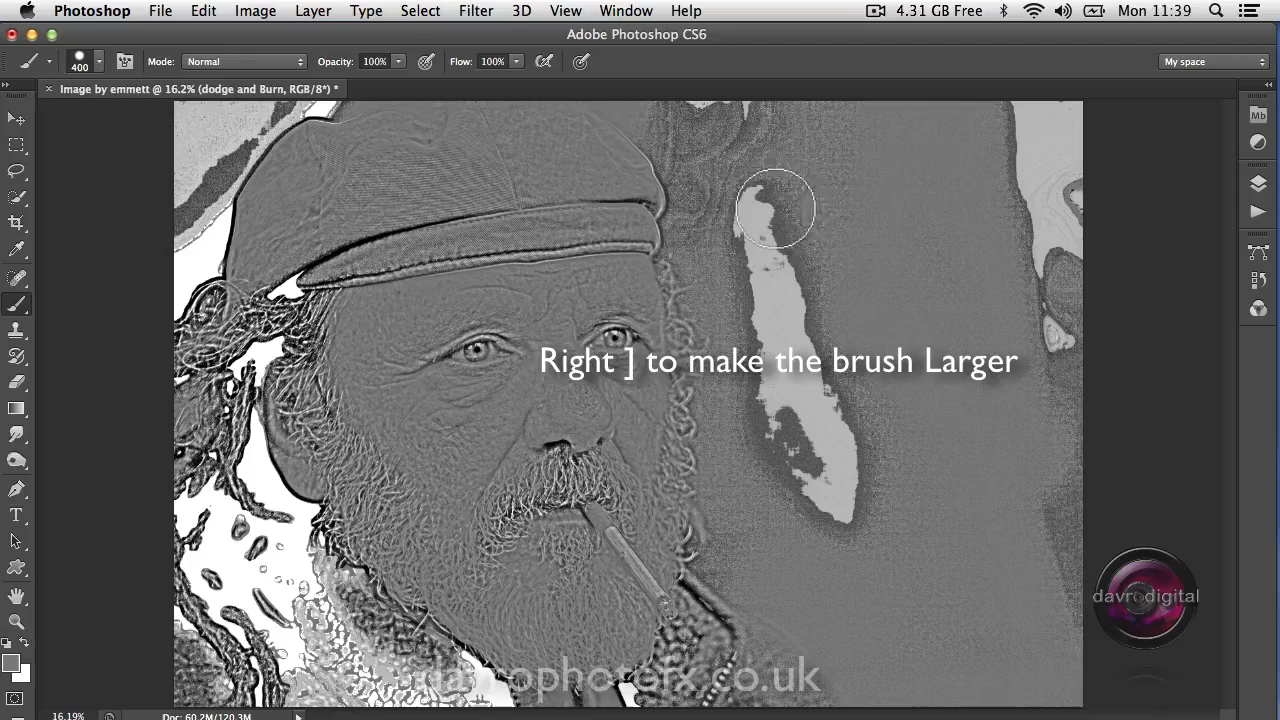 Photoshop File Edit Image Layer Type Select Filter 3D View Window Help 4.31 GB Free Mon 11:39
Adobe Photoshop CS6
400 Mode: Normal Opacity: 100% Flow: 100% My space
× Image by emmett @ 16.2% (dodge and Burn, RGB/8*) *
Mb
Right ] to make the brush Larger
davrodigital
davrophotofx.co.uk
16.19% Doc: 60.2M/120.3M